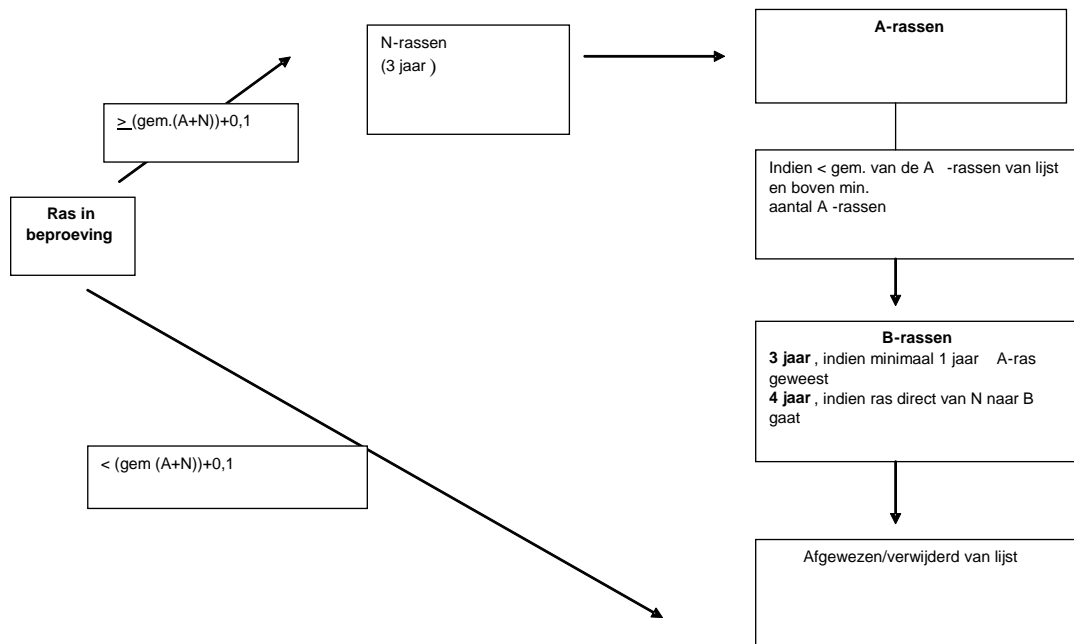 N-rassen
(3 jaar )
A-rassen
> (gem.(A+N))+0,1
Indien < gem. van de A -rassen van lijst
en boven min.
aantal A -rassen
Ras in
beproeving
B-rassen
3 jaar , indien minimaal 1 jaar A-ras
geweest
4 jaar , indien ras direct van N naar B
gaat
< (gem (A+N))+0,1
Afgewezen/verwijderd van lijst